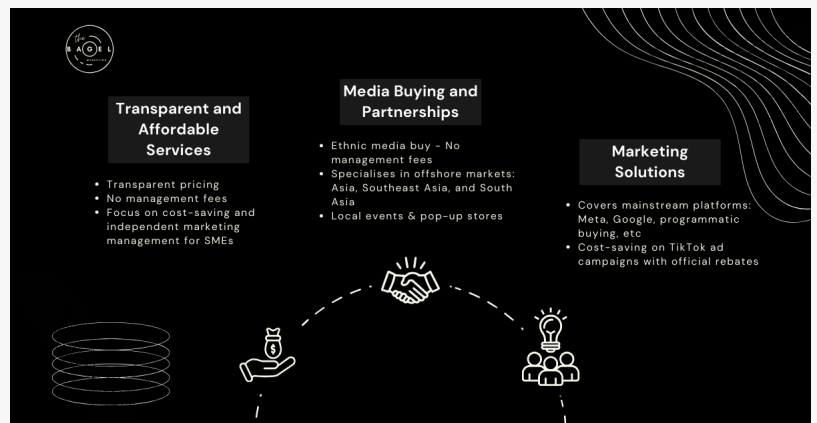 the
BAGEL
MARKETING
Transparent and
Affordable
Services
• Transparent pricing
• No management fees
• Focus on cost-saving and
independent marketing
management for SMEs
Media Buying and
Partnerships
• Ethnic media buy - No
management fees
• Specialises in offshore markets:
Asia, Southeast Asia, and South
Asia
• Local events & pop-up stores
Marketing
Solutions
• Covers mainstream platforms:
Meta, Google, programmatic
buying, etc
• Cost-saving on TikTok ad
campaigns with official rebates
$